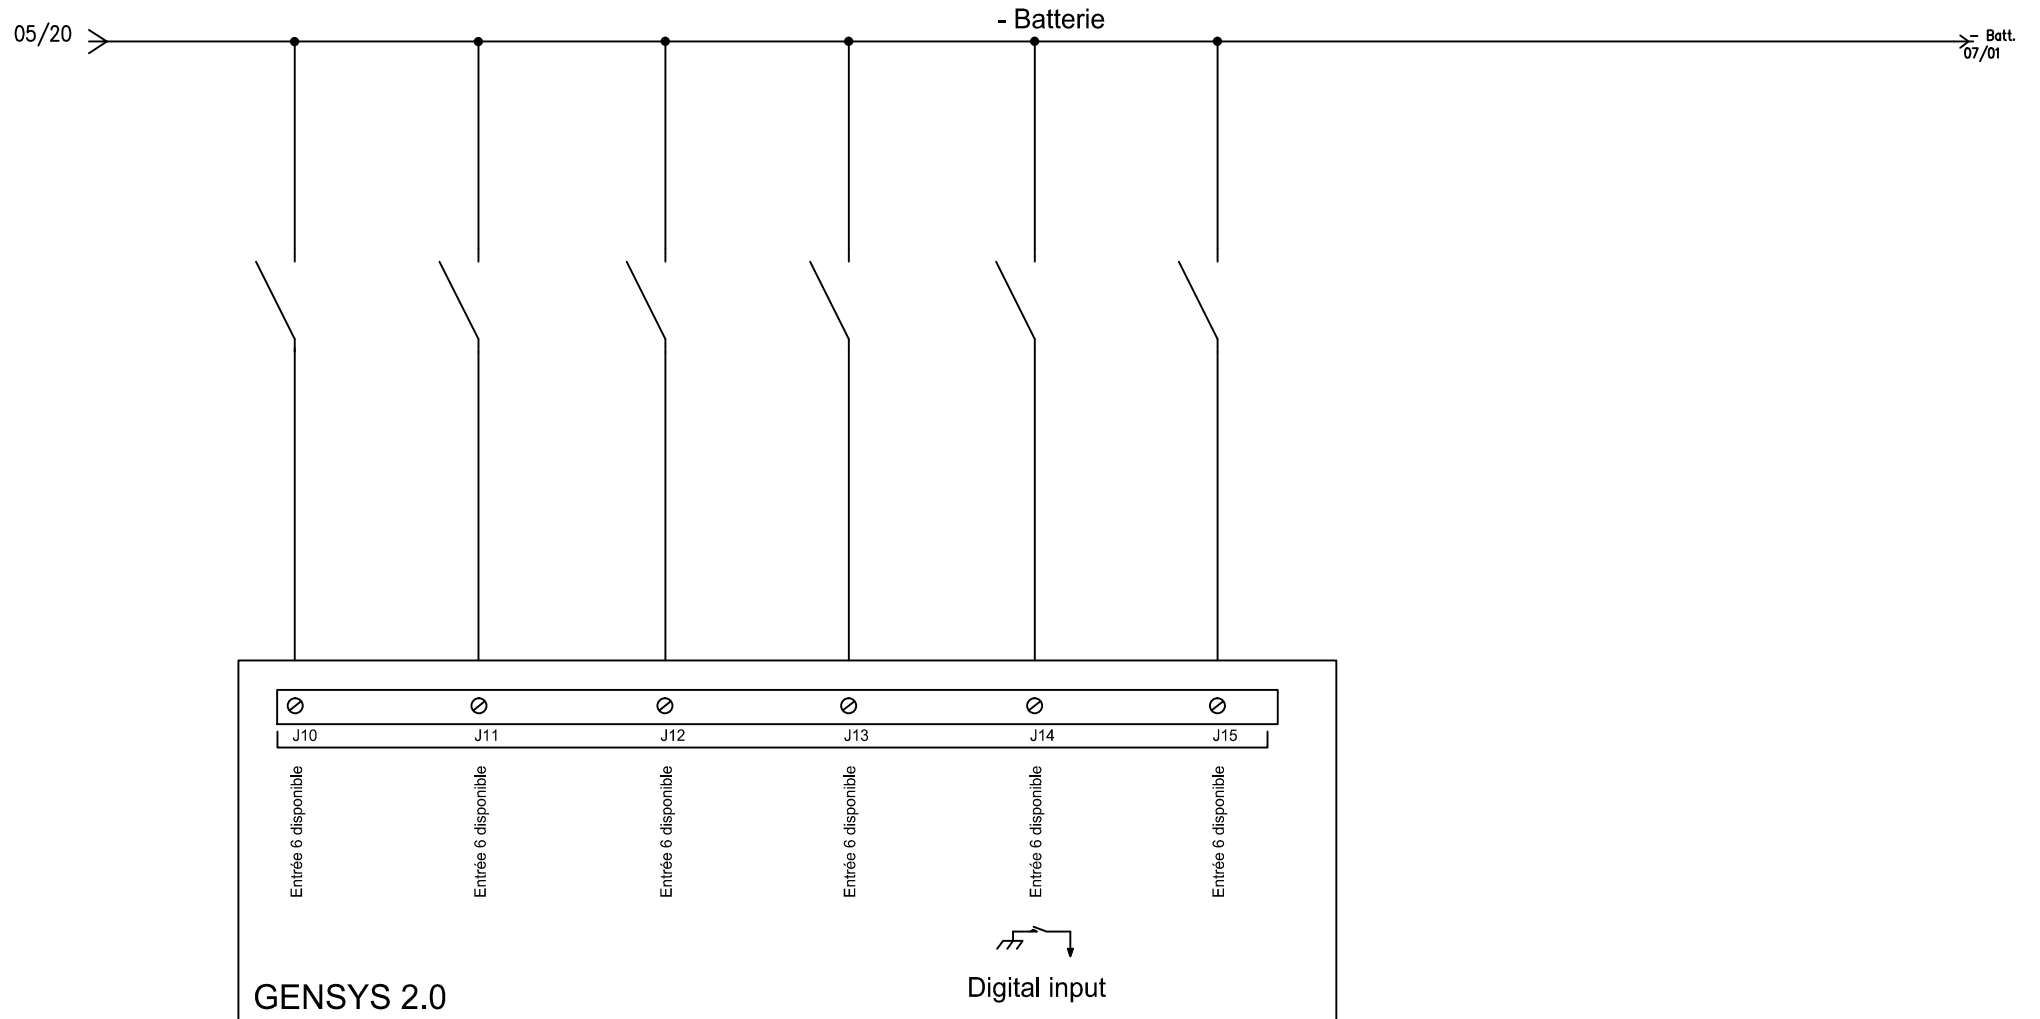 - Batterie
05/20
- Batt.
07/01
J10 J11 J12 J13 J14 J15
Entrée 6 disponible
Entrée 6 disponible
Entrée 6 disponible
Entrée 6 disponible
Entrée 6 disponible
Entrée 6 disponible
Digital input
GENSYS 2.0